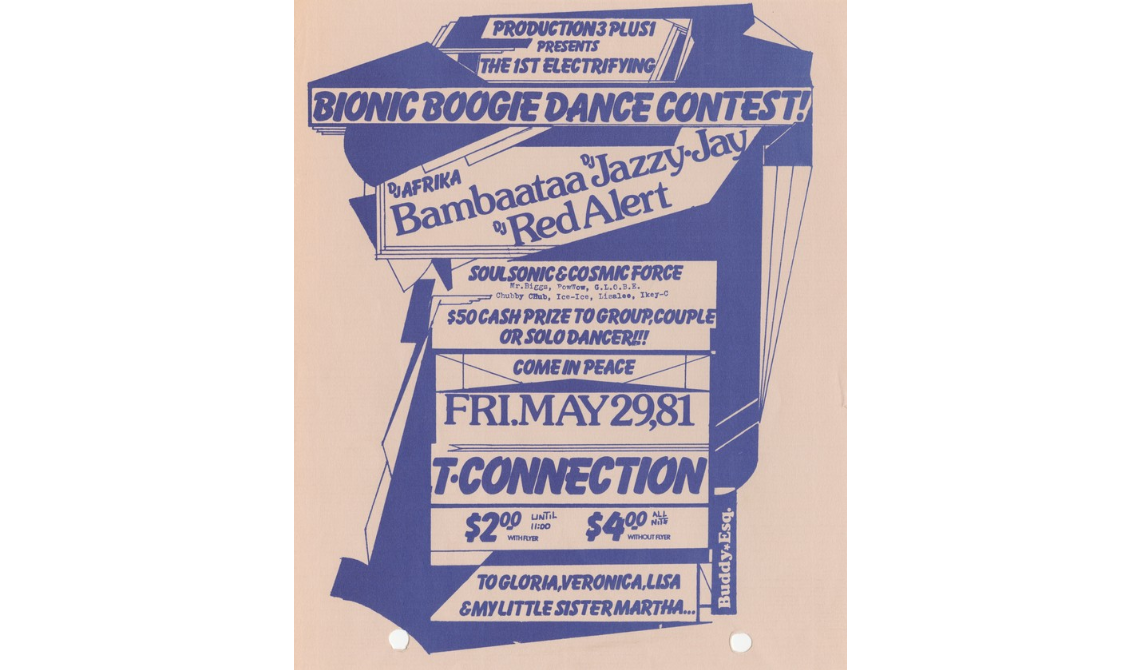 PRODUCTION 3 PLUS 1
PRESENTS
THE 1ST ELECTRIFYING
BIONIC BOOGIE DANCE CONTEST!
DJ AFRIKA
Bambaataa DJ Jazzy•Jay
DJ Red Alert
SOULSONIC & COSMIC FORCE
Mr.Biggs, PowWow, G.L.O.B.E.
Chubby CHub, Ice-Ice, Lisalee, Ikey-C
$50 CASH PRIZE TO GROUP, COUPLE
OR SOLO DANCER!!!
COME IN PEACE
FRI. MAY 29, 81
T•CONNECTION
$2.00 UNTIL 11:00 WITH FLYER
$4.00 ALL NITE WITHOUT FLYER
TO GLORIA, VERONICA, LISA
& MY LITTLE SISTER MARTHA...
Buddy★Esq.